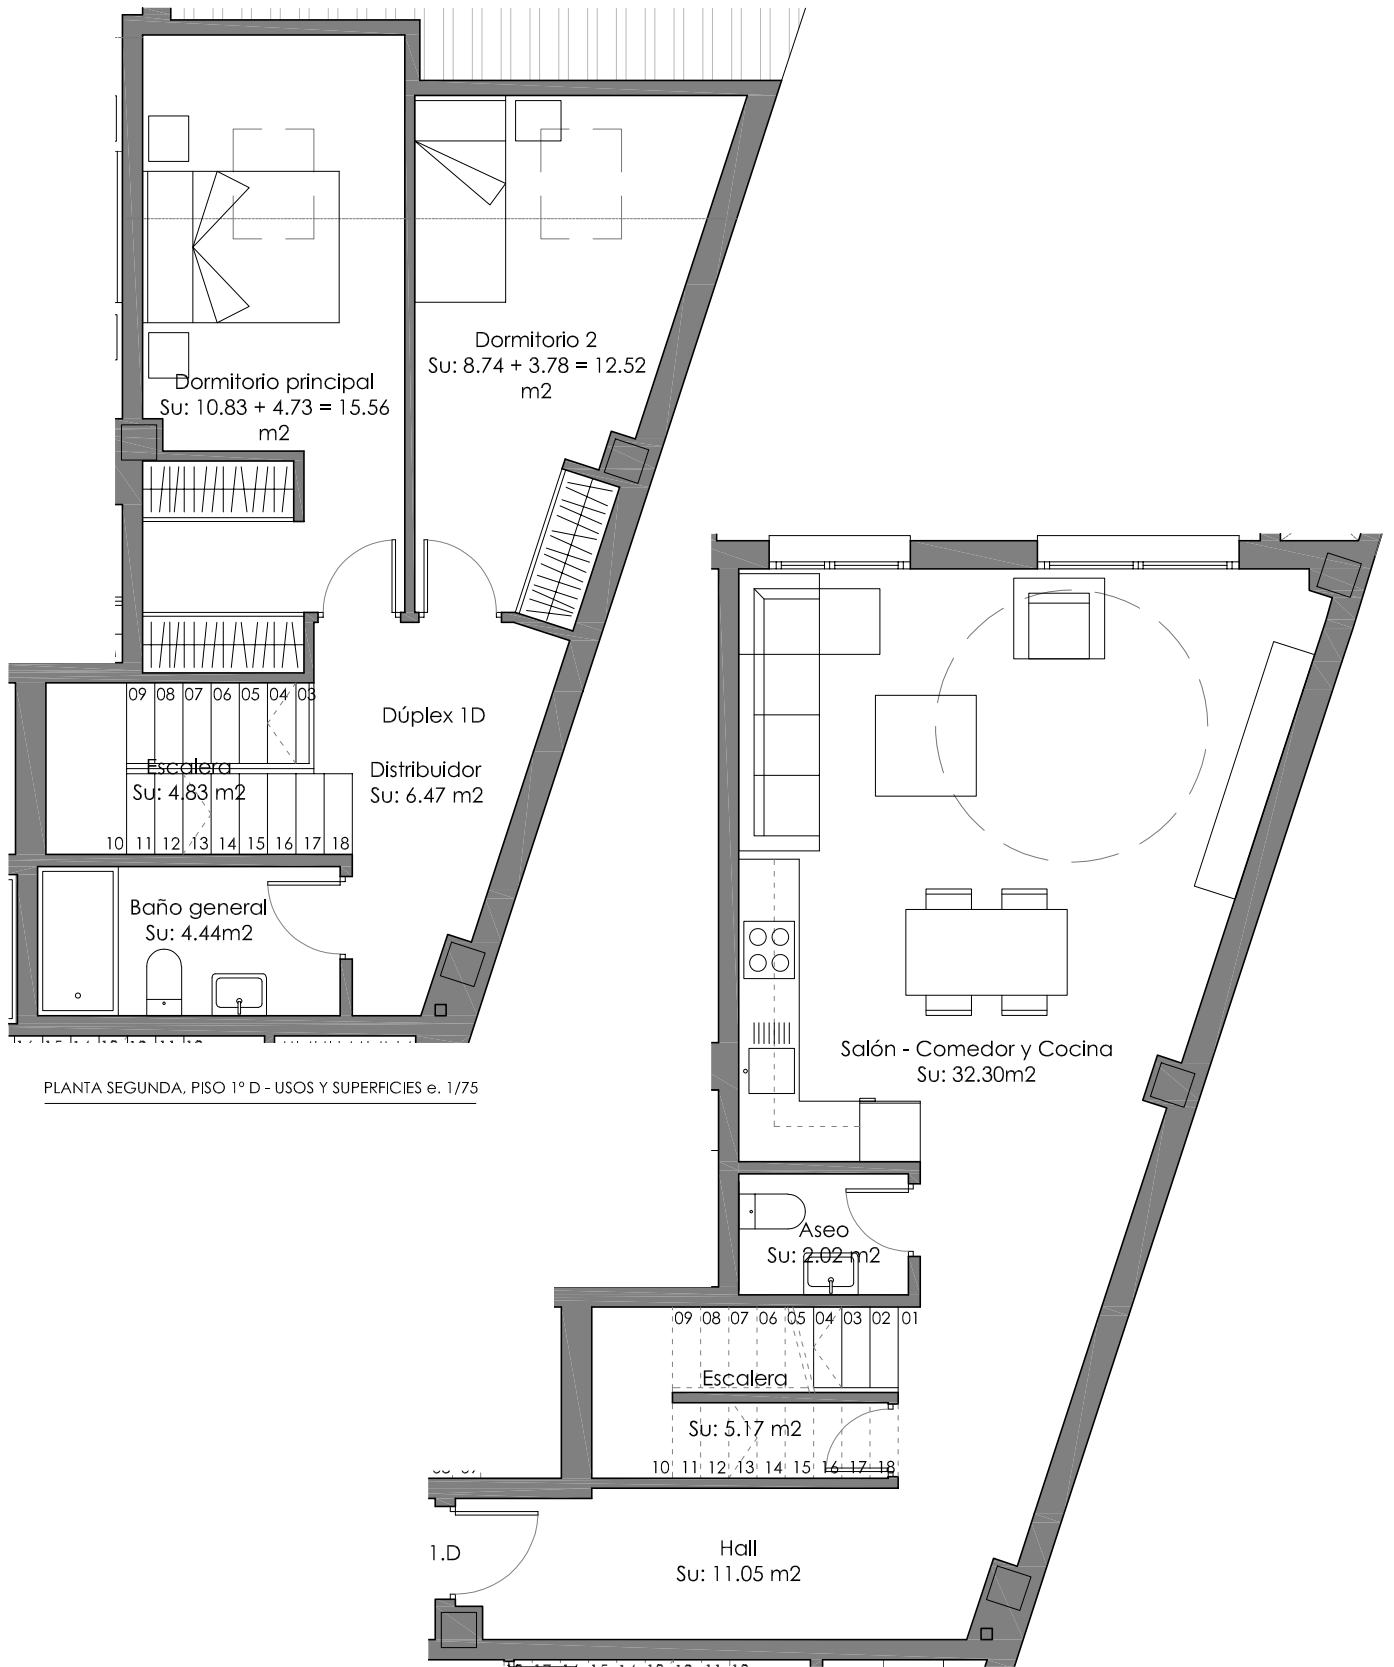 Dormitorio 2
Su: 8.74 + 3.78 = 12.52
m2
Dormitorio principal
Su: 10.83 + 4.73 = 15.56
m2
09 08 07 06 05 04 03
Dúplex 1D
Escalera
Su: 4.83 m2
Distribuidor
Su: 6.47 m2
10 11 12 13 14 15 16 17 18
Baño general
Su: 4.44m2
PLANTA SEGUNDA, PISO 1º D - USOS Y SUPERFICIES e. 1/75
Salón - Comedor y Cocina
Su: 32.30m2
Aseo
Su: 2.02 m2
09 08 07 06 05 04 03 02 01
Escalera
Su: 5.17 m2
10 11 12 13 14 15 16 17 18
1.D
Hall
Su: 11.05 m2